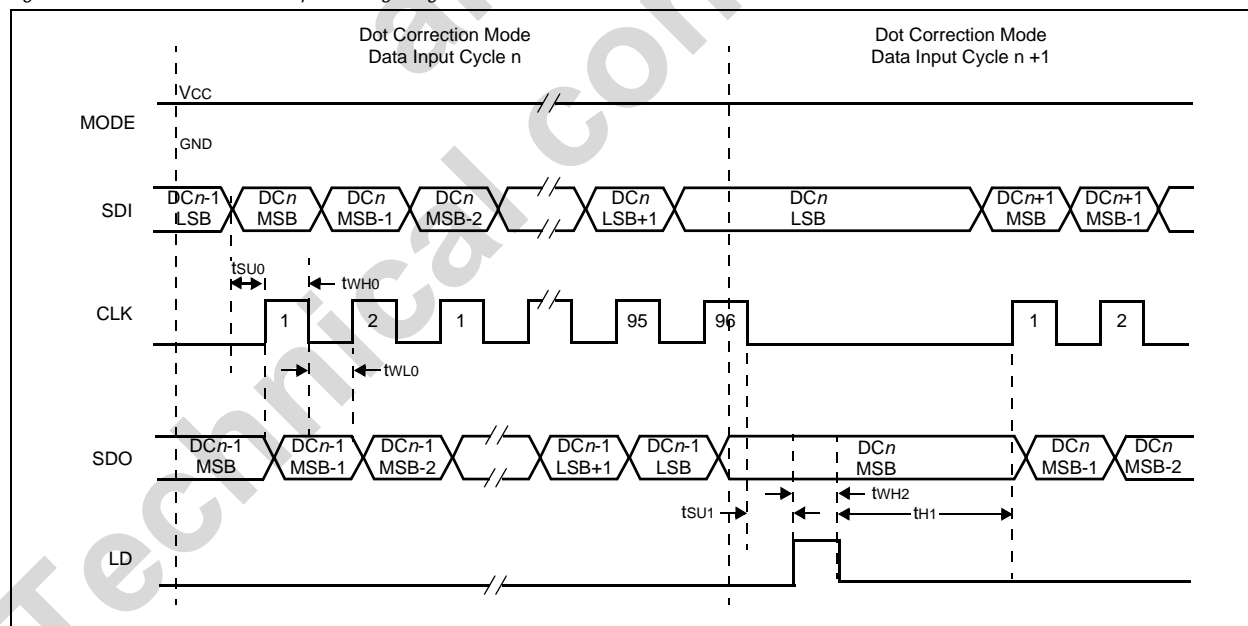 Dot Correction Mode
Data Input Cycle n
Dot Correction Mode
Data Input Cycle n +1
VCC
MODE
GND
SDI
DCn-1
LSB
DCn
MSB
DCn
MSB-1
DCn
MSB-2
DCn
LSB+1
DCn
LSB
DCn+1
MSB
DCn+1
MSB-1
tSU0
tWH0
CLK
1
2
1
95
96
1
2
tWL0
SDO
DCn-1
MSB
DCn-1
MSB-1
DCn-1
MSB-2
DCn-1
LSB+1
DCn-1
LSB
DCn
MSB
DCn
MSB-1
DCn
MSB-2
tWH2
tSU1
tH1
LD
Technical con